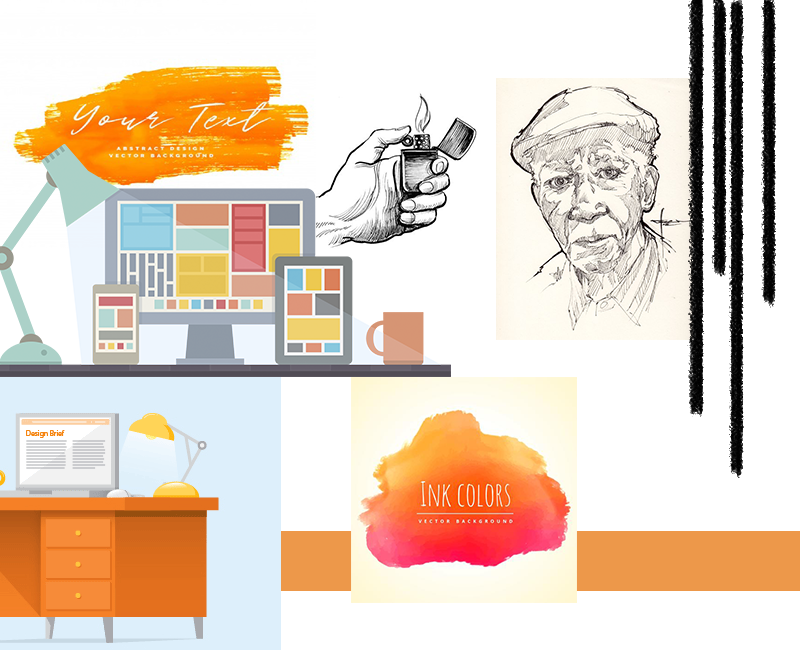 Your Text
ABSTRACT DESIGN
VECTOR BACKGROUND
Design Brief
INK COLORS
VECTOR BACKGROUND